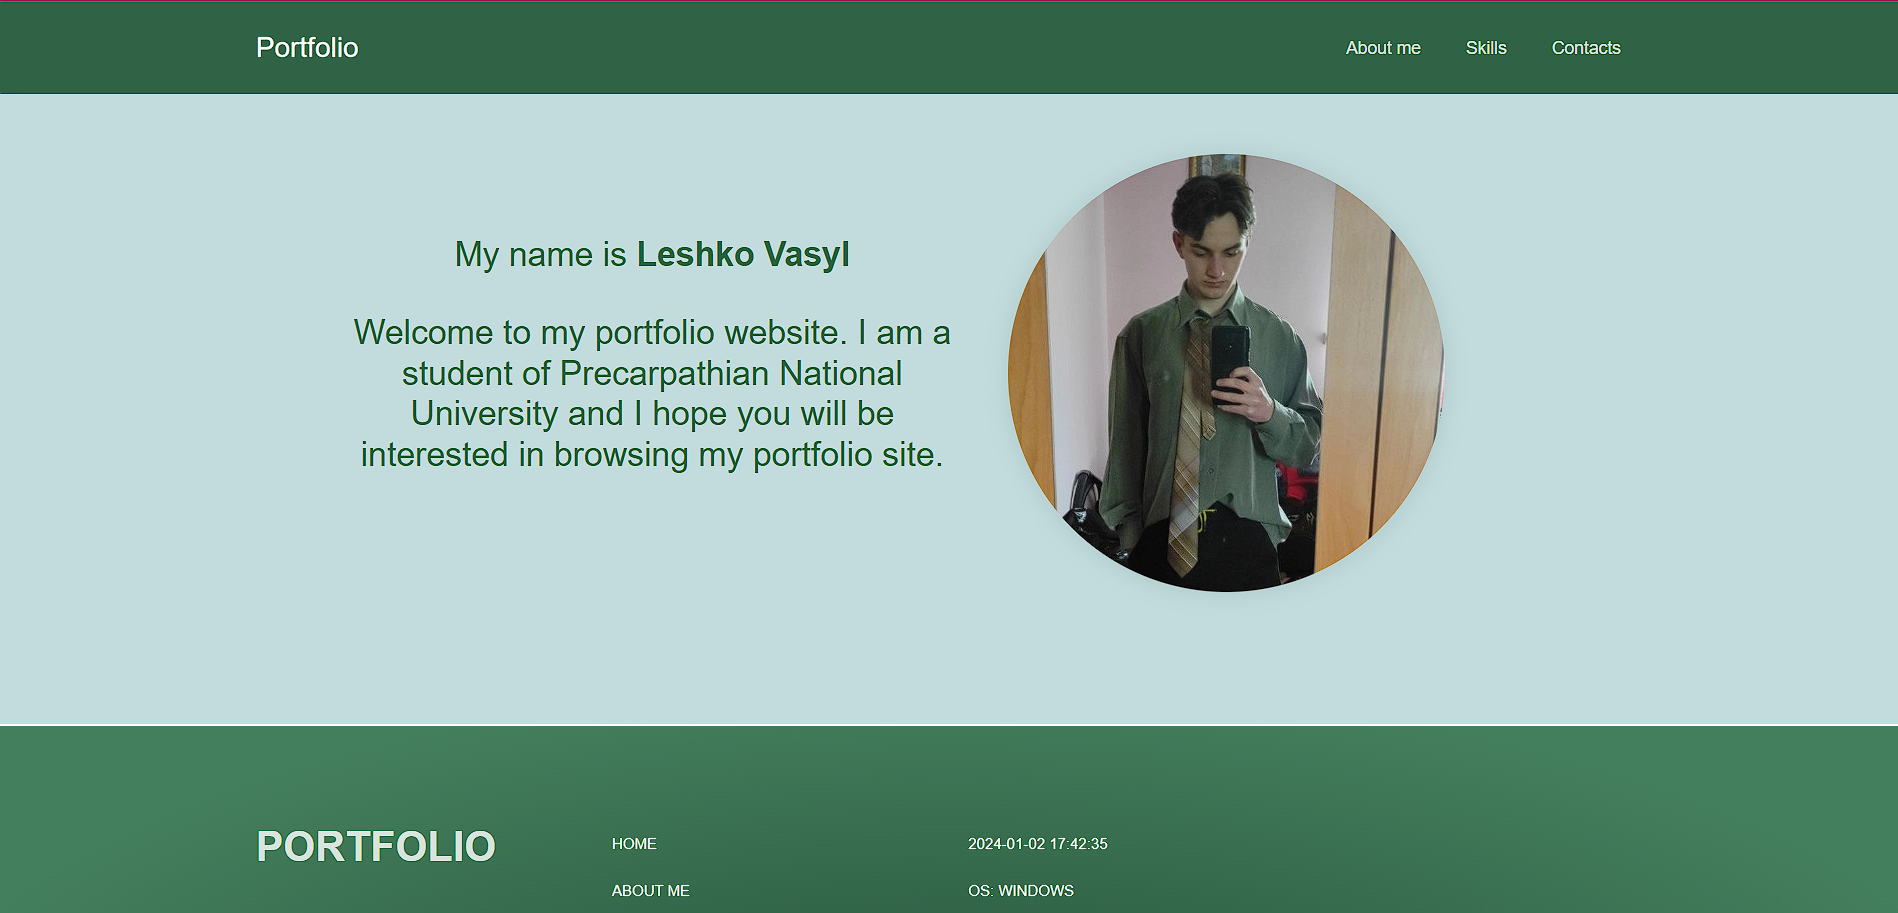 Portfolio
About me
Skills
Contacts
My name is Leshko Vasyl
Welcome to my portfolio website. I am a
student of Precarpathian National
University and I hope you will be
interested in browsing my portfolio site.
PORTFOLIO
HOME
2024-01-02 17:42:35
ABOUT ME
OS: WINDOWS